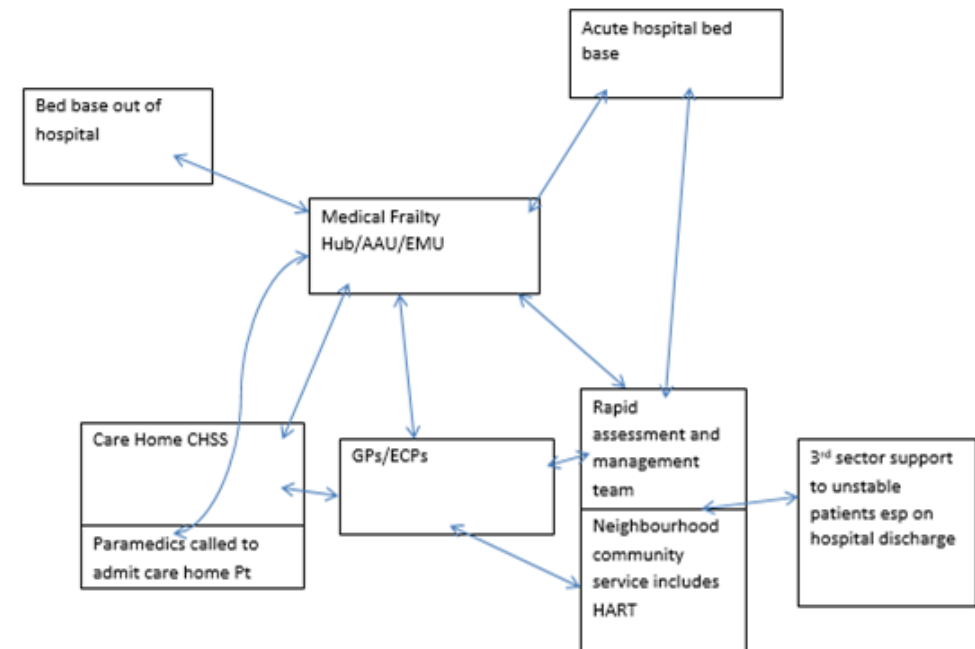 Acute hospital bed
base
Bed base out of
hospital
Medical Frailty
Hub/AAU/EMU
Care Home CHSS
Paramedics called to
admit care home Pt
GPs/ECPs
Rapid
assessment and
management
team
Neighbourhood
community
service includes
HART
3rd sector support
to unstable
patients esp on
hospital discharge